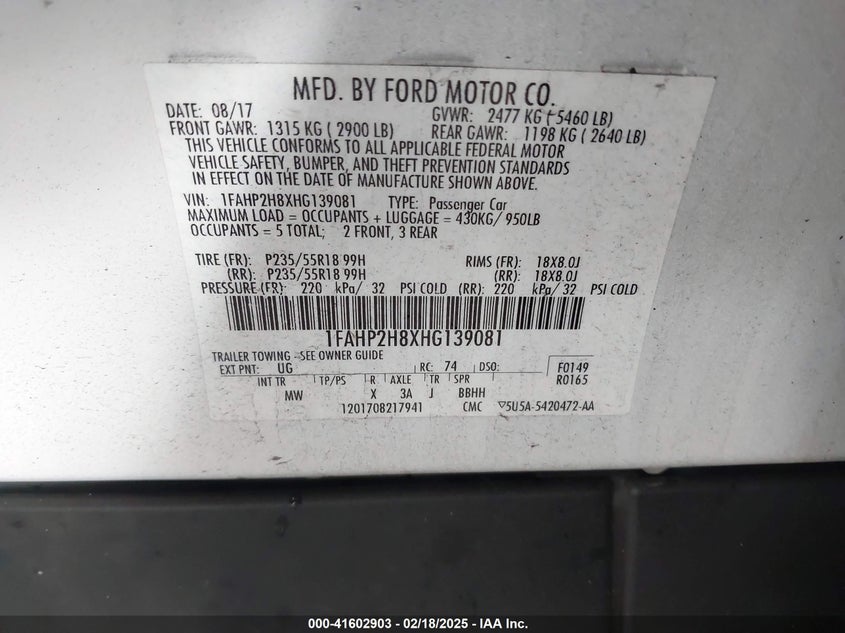 MFD. BY FORD MOTOR CO.
DATE: 08/17 GVWR: 2477 KG ( 5460 LB)
FRONT GAWR: 1315 KG ( 2900 LB) REAR GAWR: 1198 KG ( 2640 LB)
THIS VEHICLE CONFORMS TO ALL APPLICABLE FEDERAL MOTOR
VEHICLE SAFETY, BUMPER, AND THEFT PREVENTION STANDARDS
IN EFFECT ON THE DATE OF MANUFACTURE SHOWN ABOVE.
VIN: 1FAHP2H8XHG139081 TYPE: Passenger Car
MAXIMUM LOAD = OCCUPANTS + LUGGAGE = 430KG/ 950LB
OCCUPANTS = 5 TOTAL; 2 FRONT, 3 REAR
TIRE (FR): P235/55R18 99H RIMS (FR): 18X8.0J
(RR): P235/55R18 99H (RR): 18X8.0J
PRESSURE (FR): 220 kPa/ 32 PSI COLD (RR): 220 kPa/ 32 PSI COLD
1FAHP2H8XHG139081
TRAILER TOWING - SEE OWNER GUIDE
EXT PNT: UG RC: 74 DSO: F0149
INT TR TP/PS R AXLE TR SPR R0165
MW X 3A J BBHH
1201708217941 CMC ▽5U5A-5420472-AA
000-41602903 - 02/18/2025 - IAA Inc.